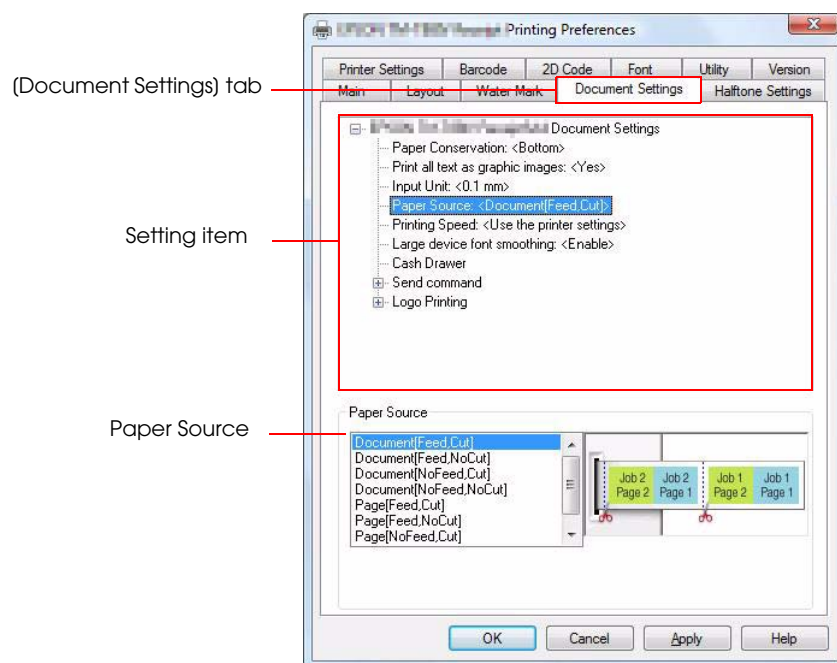 Printing Preferences
Printer Settings Barcode 2D Code Font Utility Version
[Document Settings] tab
Main Layout Water Mark Document Settings Halftone Settings
Document Settings
Paper Conservation: <Bottom>
Print all text as graphic images: <Yes>
Input Unit: <0.1 mm>
Paper Source: <Document[Feed,Cut]>
Printing Speed: <Use the printer settings>
Setting item
Large device font smoothing: <Enable>
Cash Drawer
Send command
Logo Printing
Paper Source
Paper Source
Document[Feed,Cut]
Document[Feed,NoCut]
Document[NoFeed,Cut]
Document[NoFeed,NoCut]
Page[Feed,Cut]
Page[Feed,NoCut]
Page[NoFeed,Cut]
Job 2 Job 2 Job 1 Job 1
Page 2 Page 1 Page 2 Page 1
OK Cancel Apply Help